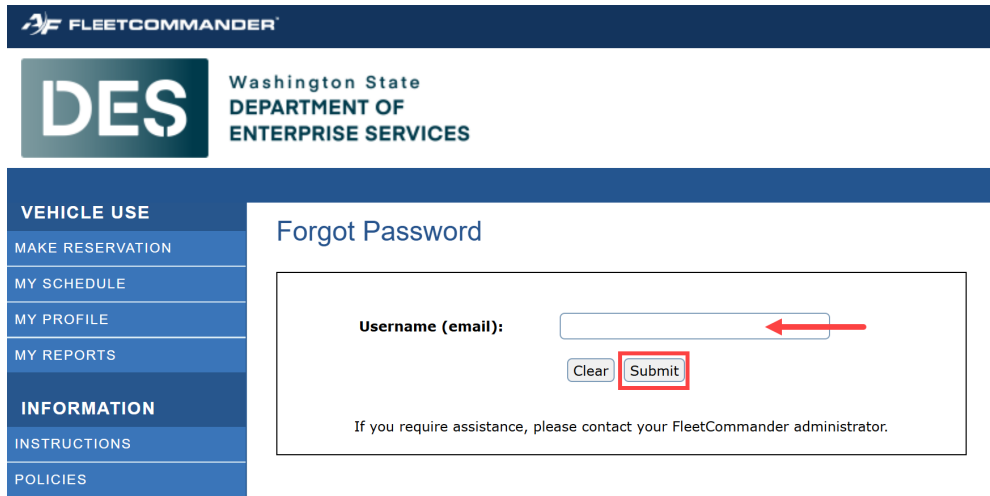 FLEETCOMMANDER
DES
Washington State
DEPARTMENT OF
ENTERPRISE SERVICES
VEHICLE USE
MAKE RESERVATION
MY SCHEDULE
MY PROFILE
MY REPORTS
INFORMATION
INSTRUCTIONS
POLICIES
Forgot Password
Username (email):
Clear Submit
If you require assistance, please contact your FleetCommander administrator.